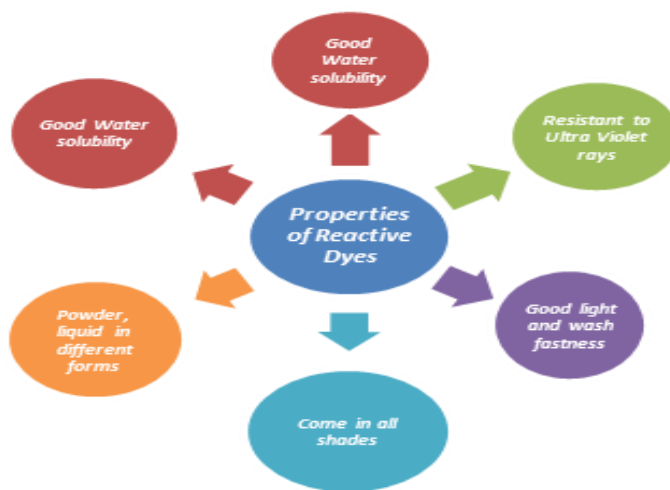 Good
Water
solubility
Good Water
solubility
Resistant to
Ultra Violet
rays
Properties
of Reactive
Dyes
Powder,
liquid in
different
forms
Good light
and wash
fastness
Come in all
shades